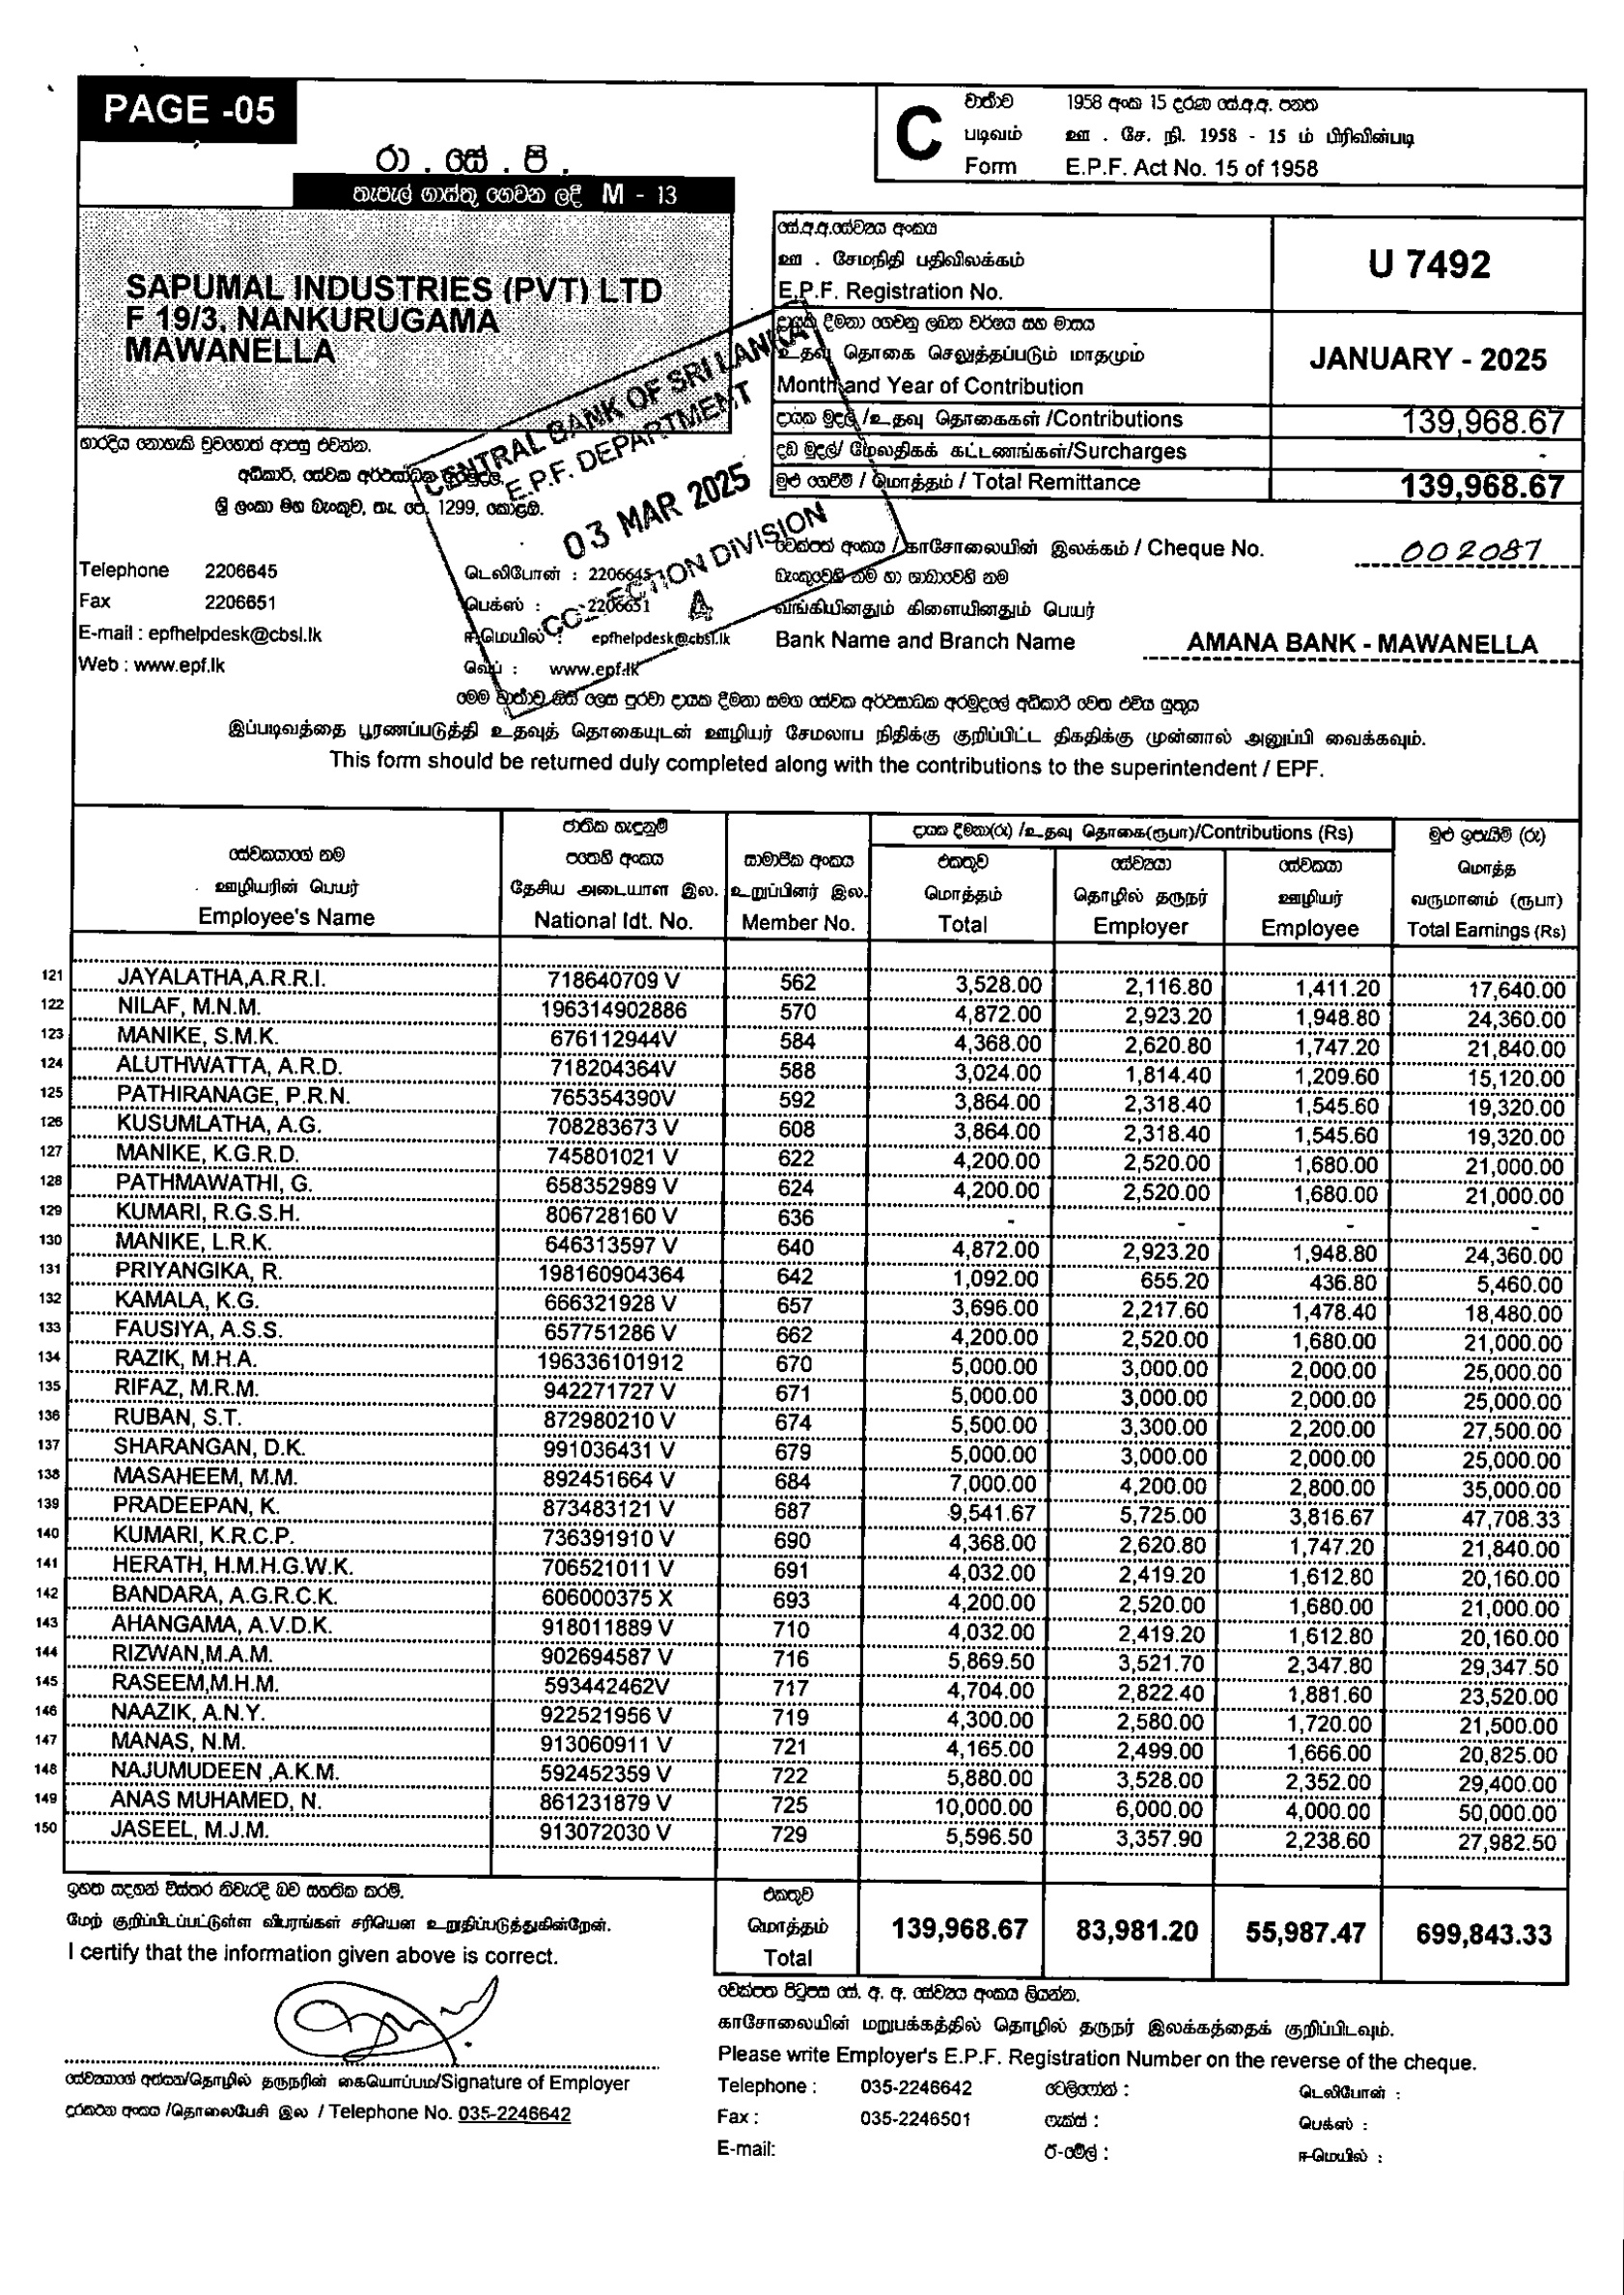 PAGE -05
රා . සේ . පි .
තැපැල් ගාස්තු ගෙවන ලදී M - 13
C
වාර්තාව 1958 අංක 15 දරණ සේ.අ.අ. පනත
படிவம் ஊ . சே. நி. 1958 - 15 ம் பிரிவின்படி
Form E.P.F. Act No. 15 of 1958
SAPUMAL INDUSTRIES (PVT) LTD
F 19/3, NANKURUGAMA
MAWANELLA
සේ.අ.අ.සේව්‍යය අංකය
ஊ . சேமநிதி பதிவிலக்கம்
E.P.F. Registration No.
U 7492
දායක දීමනා ගෙවනු ලබන වර්ෂය සහ මාසය
உதவு தொகை செலுத்தப்படும் மாதமும்
Month and Year of Contribution
JANUARY - 2025
දායක මුදල් /உதவு தொகைகள் /Contributions 139,968.67
දඩ මුදල්/ மேலதிகக் கட்டணங்கள்/Surcharges -
මුළු ගෙවීම් / மொத்தம் / Total Remittance 139,968.67
භාරදිය නොහැකි වුවහොත් ආපසු එවන්න.
අධිකාරී, සේවක අර්ථසාධක අරමුදල,
ශ්‍රී ලංකා මහ බැංකුව, තැ. පෙ. 1299, කොළඹ.
CENTRAL BANK OF SRI LANKA
E.P.F. DEPARTMENT
03 MAR 2025
COLLECTION DIVISION
4
Telephone 2206645
Fax 2206651
E-mail : epfhelpdesk@cbsl.lk
Web : www.epf.lk
டெலிபோன் : 2206645
பெக்ஸ் : 2206651
ஈ-மெயில் : epfhelpdesk@cbsl.lk
வெப் : www.epf.lk
චෙක්පත් අංකය / காசோலையின் இலக்கம் / Cheque No. 002087
බැංකුවෙහි නම හා ශාඛාවෙහි නම
வங்கியினதும் கிளையினதும் பெயர்
Bank Name and Branch Name AMANA BANK - MAWANELLA
මෙම වාර්තාව සිසි ලෙස පුරවා දායක දීමනා සමග සේවක අර්ථසාධක අරමුදලේ අධිකාරි වෙත එවිය යුතුය
இப்படிவத்தை பூரணப்படுத்தி உதவுத் தொகையுடன் ஊழியர் சேமலாப நிதிக்கு குறிப்பிட்ட திகதிக்கு முன்னால் அனுப்பி வைக்கவும்.
This form should be returned duly completed along with the contributions to the superintendent / EPF.
සේවකයාගේ නම
ஊழியரின் பெயர்
Employee's Name
ජාතික හැඳුනුම්
පතෙහි අංකය
தேசிய அடையாள இல.
National Idt. No.
සාමාජික අංකය
உறுப்பினர் இல.
Member No.
දායක දීමනා(රු) /உதவு தொகை(ரூபா)/Contributions (Rs)
එකතුව
மொத்தம்
Total
සේව්‍යයා
தொழில் தருநர்
Employer
සේවකයා
ஊழியர்
Employee
මුළු ඉපැයීම් (රු)
மொத்த
வருமானம் (ரூபா)
Total Earnings (Rs)
121 JAYALATHA,A.R.R.I. 718640709 V 562 3,528.00 2,116.80 1,411.20 17,640.00
122 NILAF, M.N.M. 196314902886 570 4,872.00 2,923.20 1,948.80 24,360.00
123 MANIKE, S.M.K. 676112944V 584 4,368.00 2,620.80 1,747.20 21,840.00
124 ALUTHWATTA, A.R.D. 718204364V 588 3,024.00 1,814.40 1,209.60 15,120.00
125 PATHIRANAGE, P.R.N. 765354390V 592 3,864.00 2,318.40 1,545.60 19,320.00
126 KUSUMLATHA, A.G. 708283673 V 608 3,864.00 2,318.40 1,545.60 19,320.00
127 MANIKE, K.G.R.D. 745801021 V 622 4,200.00 2,520.00 1,680.00 21,000.00
128 PATHMAWATHI, G. 658352989 V 624 4,200.00 2,520.00 1,680.00 21,000.00
129 KUMARI, R.G.S.H. 806728160 V 636 - - - -
130 MANIKE, L.R.K. 646313597 V 640 4,872.00 2,923.20 1,948.80 24,360.00
131 PRIYANGIKA, R. 198160904364 642 1,092.00 655.20 436.80 5,460.00
132 KAMALA, K.G. 666321928 V 657 3,696.00 2,217.60 1,478.40 18,480.00
133 FAUSIYA, A.S.S. 657751286 V 662 4,200.00 2,520.00 1,680.00 21,000.00
134 RAZIK, M.H.A. 196336101912 670 5,000.00 3,000.00 2,000.00 25,000.00
135 RIFAZ, M.R.M. 942271727 V 671 5,000.00 3,000.00 2,000.00 25,000.00
136 RUBAN, S.T. 872980210 V 674 5,500.00 3,300.00 2,200.00 27,500.00
137 SHARANGAN, D.K. 991036431 V 679 5,000.00 3,000.00 2,000.00 25,000.00
138 MASAHEEM, M.M. 892451664 V 684 7,000.00 4,200.00 2,800.00 35,000.00
139 PRADEEPAN, K. 873483121 V 687 9,541.67 5,725.00 3,816.67 47,708.33
140 KUMARI, K.R.C.P. 736391910 V 690 4,368.00 2,620.80 1,747.20 21,840.00
141 HERATH, H.M.H.G.W.K. 706521011 V 691 4,032.00 2,419.20 1,612.80 20,160.00
142 BANDARA, A.G.R.C.K. 606000375 X 693 4,200.00 2,520.00 1,680.00 21,000.00
143 AHANGAMA, A.V.D.K. 918011889 V 710 4,032.00 2,419.20 1,612.80 20,160.00
144 RIZWAN,M.A.M. 902694587 V 716 5,869.50 3,521.70 2,347.80 29,347.50
145 RASEEM,M.H.M. 593442462V 717 4,704.00 2,822.40 1,881.60 23,520.00
146 NAAZIK, A.N.Y. 922521956 V 719 4,300.00 2,580.00 1,720.00 21,500.00
147 MANAS, N.M. 913060911 V 721 4,165.00 2,499.00 1,666.00 20,825.00
148 NAJUMUDEEN ,A.K.M. 592452359 V 722 5,880.00 3,528.00 2,352.00 29,400.00
149 ANAS MUHAMED, N. 861231879 V 725 10,000.00 6,000.00 4,000.00 50,000.00
150 JASEEL, M.J.M. 913072030 V 729 5,596.50 3,357.90 2,238.60 27,982.50
එකතුව
மொத்தம்
Total
139,968.67 83,981.20 55,987.47 699,843.33
ඉහත සඳහන් විස්තර නිවැරදි බව සහතික කරමි.
மேற் குறிப்பிடப்பட்டுள்ள விபரங்கள் சரியென உறுதிப்படுத்துகின்றேன்.
I certify that the information given above is correct.
සේව්‍යයාගේ අත්සන/தொழில் தருநரின் கையொப்பம/Signature of Employer
දුරකථන අංකය /தொலைபேசி இல / Telephone No. 035-2246642
චෙක්පත පිටුපස සේ. අ. අ. සේව්‍යය අංකය ලියන්න.
காசோலையின் மறுபக்கத்தில் தொழில் தருநர் இலக்கத்தைக் குறிப்பிடவும்.
Please write Employer's E.P.F. Registration Number on the reverse of the cheque.
Telephone : 035-2246642 ටෙලිෆෝන් : டெலிபோன் :
Fax : 035-2246501 ෆැක්ස් : பெக்ஸ் :
E-mail: ඊ-මේල් : ஈ-மெயில் :